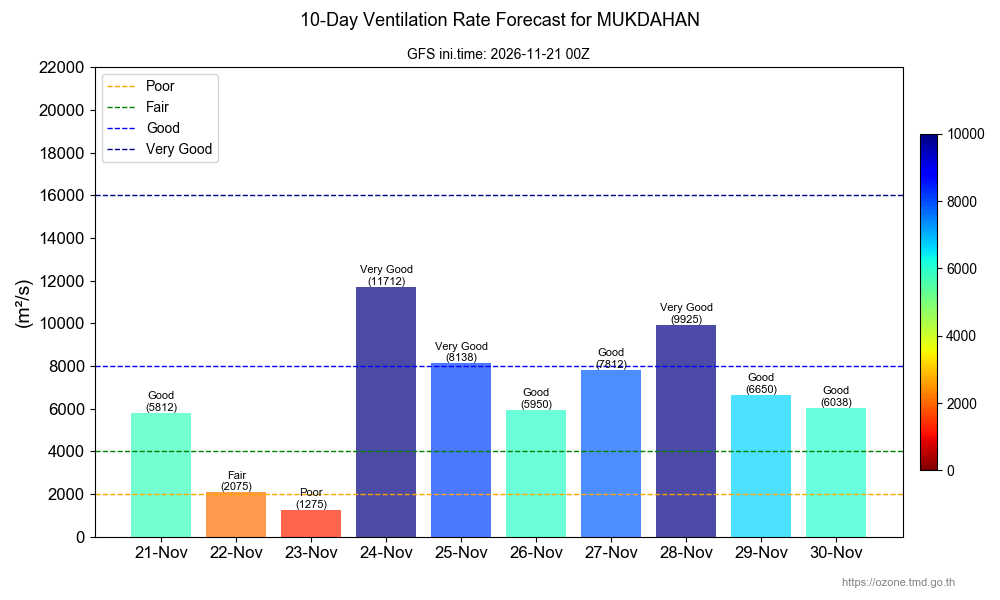 10-Day Ventilation Rate Forecast for MUKDAHAN
GFS ini.time: 2026-11-21 00Z
22000
20000
18000
16000
14000
12000
10000
8000
6000
4000
2000
0
(m²/s)
Poor
Fair
Good
Very Good
Good
(5812)
Fair
(2075)
Poor
(1275)
Very Good
(11712)
Very Good
(8138)
Good
(5950)
Good
(7812)
Very Good
(9925)
Good
(6650)
Good
(6038)
21-Nov
22-Nov
23-Nov
24-Nov
25-Nov
26-Nov
27-Nov
28-Nov
29-Nov
30-Nov
10000
8000
6000
4000
2000
0
https://ozone.tmd.go.th